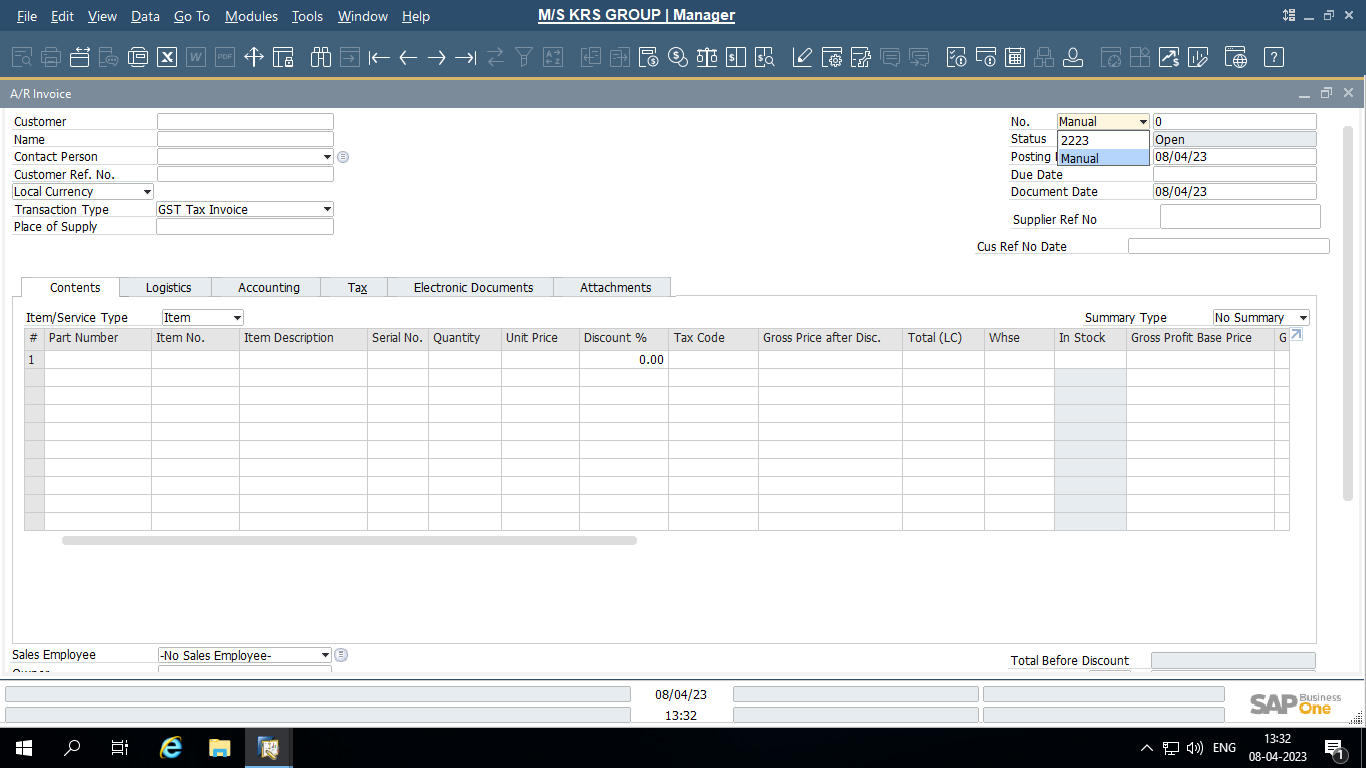 File Edit View Data Go To Modules Tools Window Help
M/S KRS GROUP | Manager
A/R Invoice
Customer
Name
Contact Person
Customer Ref. No.
Local Currency
Transaction Type GST Tax Invoice
Place of Supply
No. Manual 0
2223
Manual
Status Open
Posting 08/04/23
Due Date
Document Date 08/04/23
Supplier Ref No
Cus Ref No Date
Contents Logistics Accounting Tax Electronic Documents Attachments
Item/Service Type Item Summary Type No Summary
# Part Number Item No. Item Description Serial No. Quantity Unit Price Discount % Tax Code Gross Price after Disc. Total (LC) Whse In Stock Gross Profit Base Price G
1 0.00
Sales Employee -No Sales Employee-
Owner
Total Before Discount
08/04/23
13:32
SAP Business One
ENG 13:32
08-04-2023
1